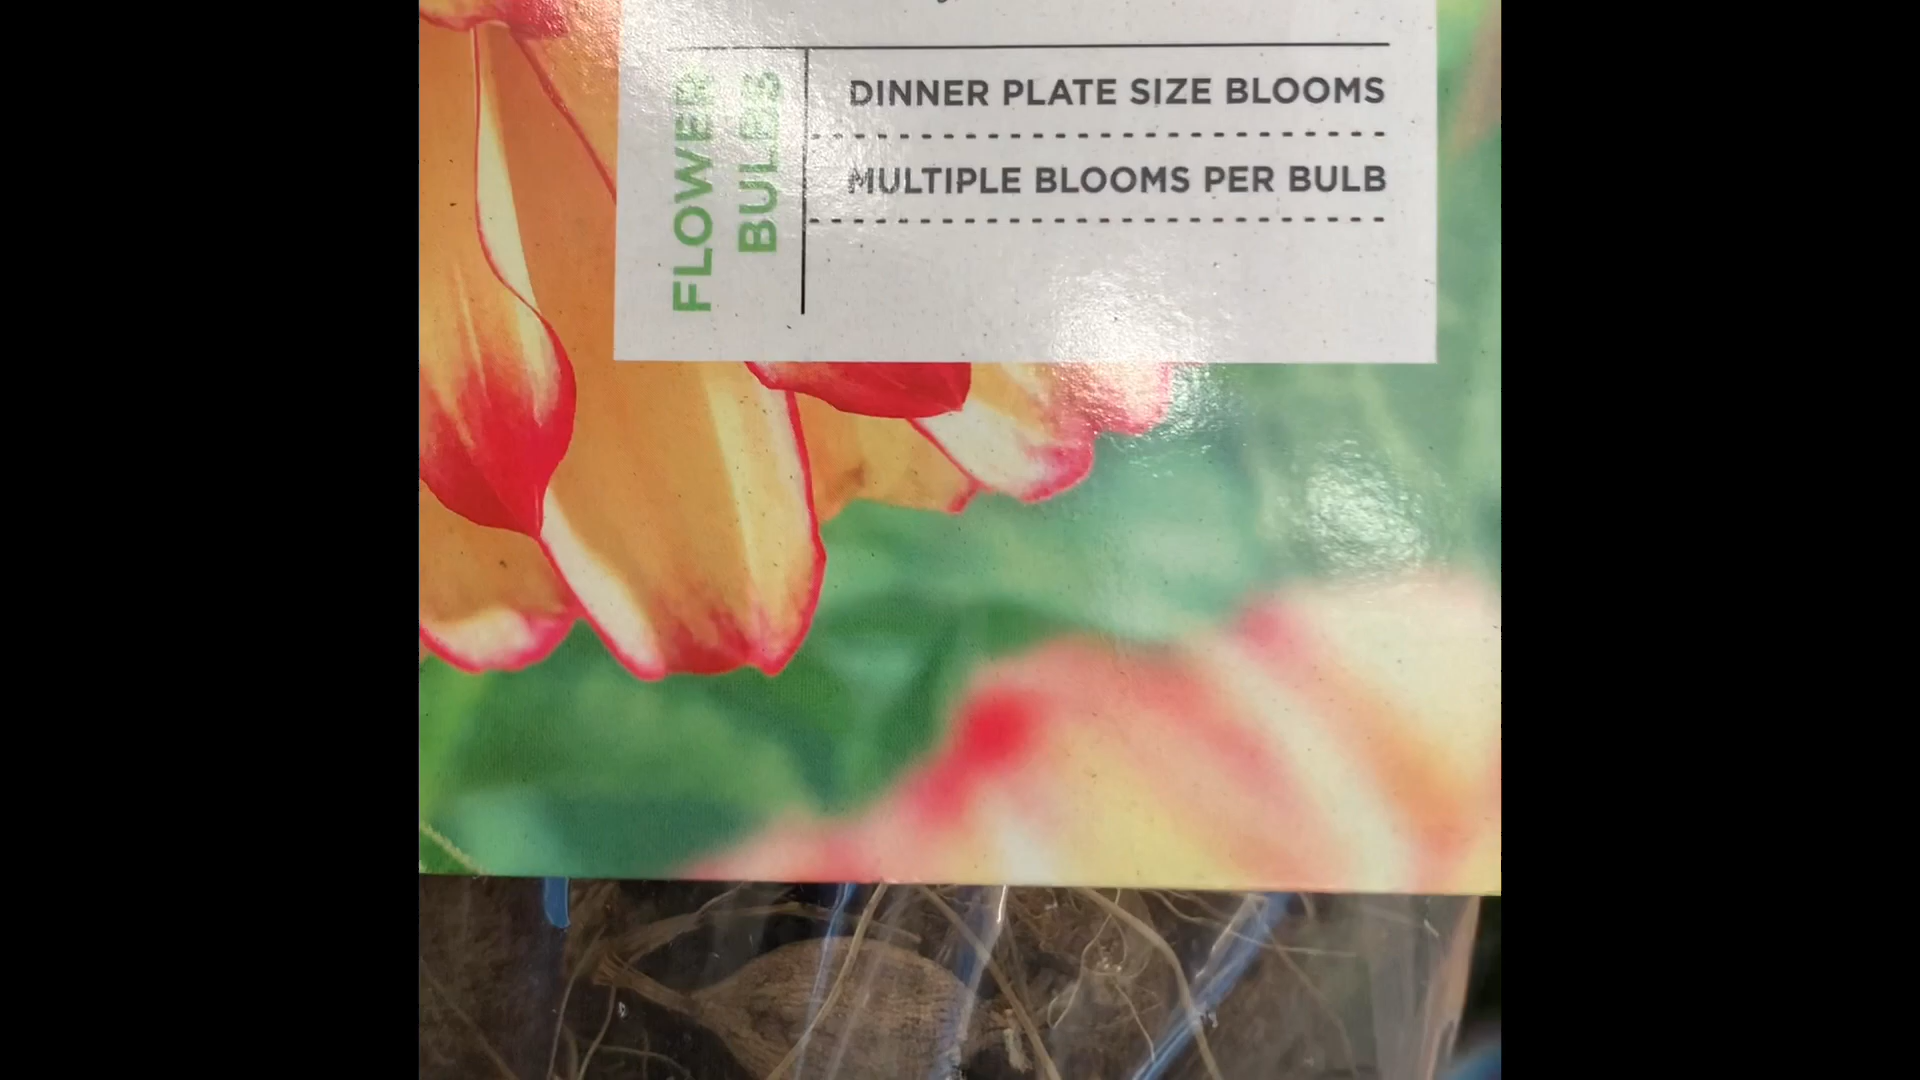 FLOWER
BULBS
DINNER PLATE SIZE BLOOMS
MULTIPLE BLOOMS PER BULB